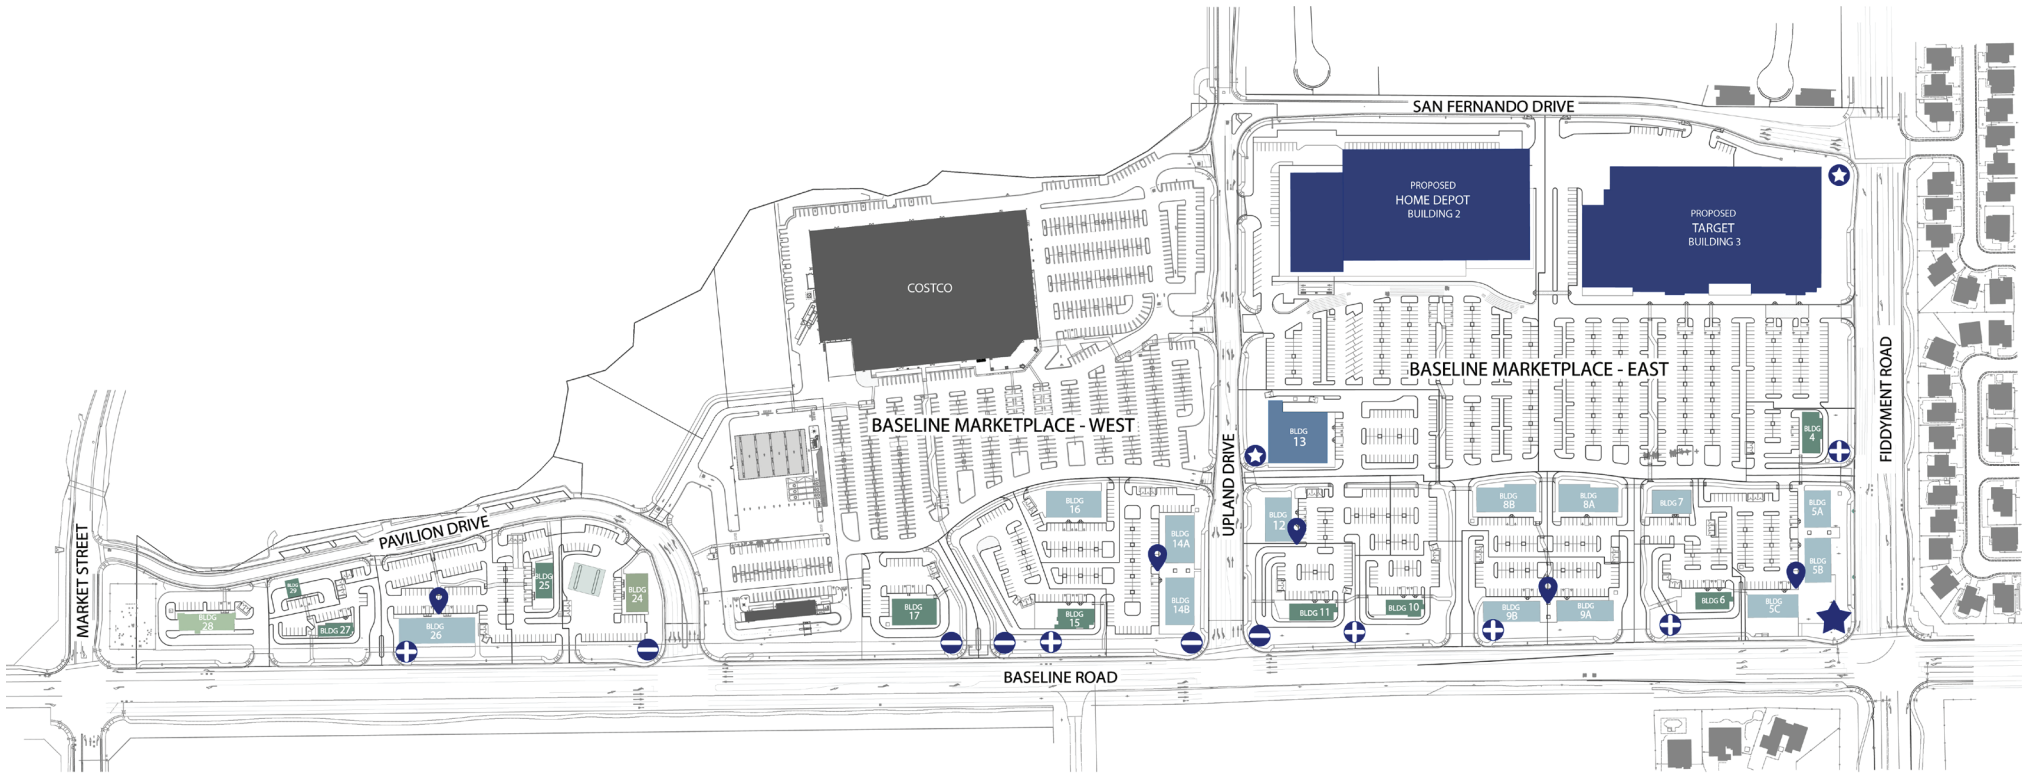 SAN FERNANDO DRIVE
PROPOSED
HOME DEPOT
BUILDING 2
PROPOSED
TARGET
BUILDING 3
COSTCO
BASELINE MARKETPLACE - EAST
FIDDYMENT ROAD
BASELINE MARKETPLACE - WEST
UPLAND DRIVE
BLDG
13
BLDG
4
PAVILION DRIVE
MARKET STREET
BLDG
16
BLDG
12
BLDG
8B
BLDG
8A
BLDG 7
BLDG
5A
BLDG
14A
BLDG
5B
BLDG
29
BLDG
25
BLDG
24
BLDG
28
BLDG 27
BLDG
26
BLDG
17
BLDG
15
BLDG
14B
BLDG 11
BLDG 10
BLDG
9B
BLDG
9A
BLDG 6
BLDG
5C
BASELINE ROAD